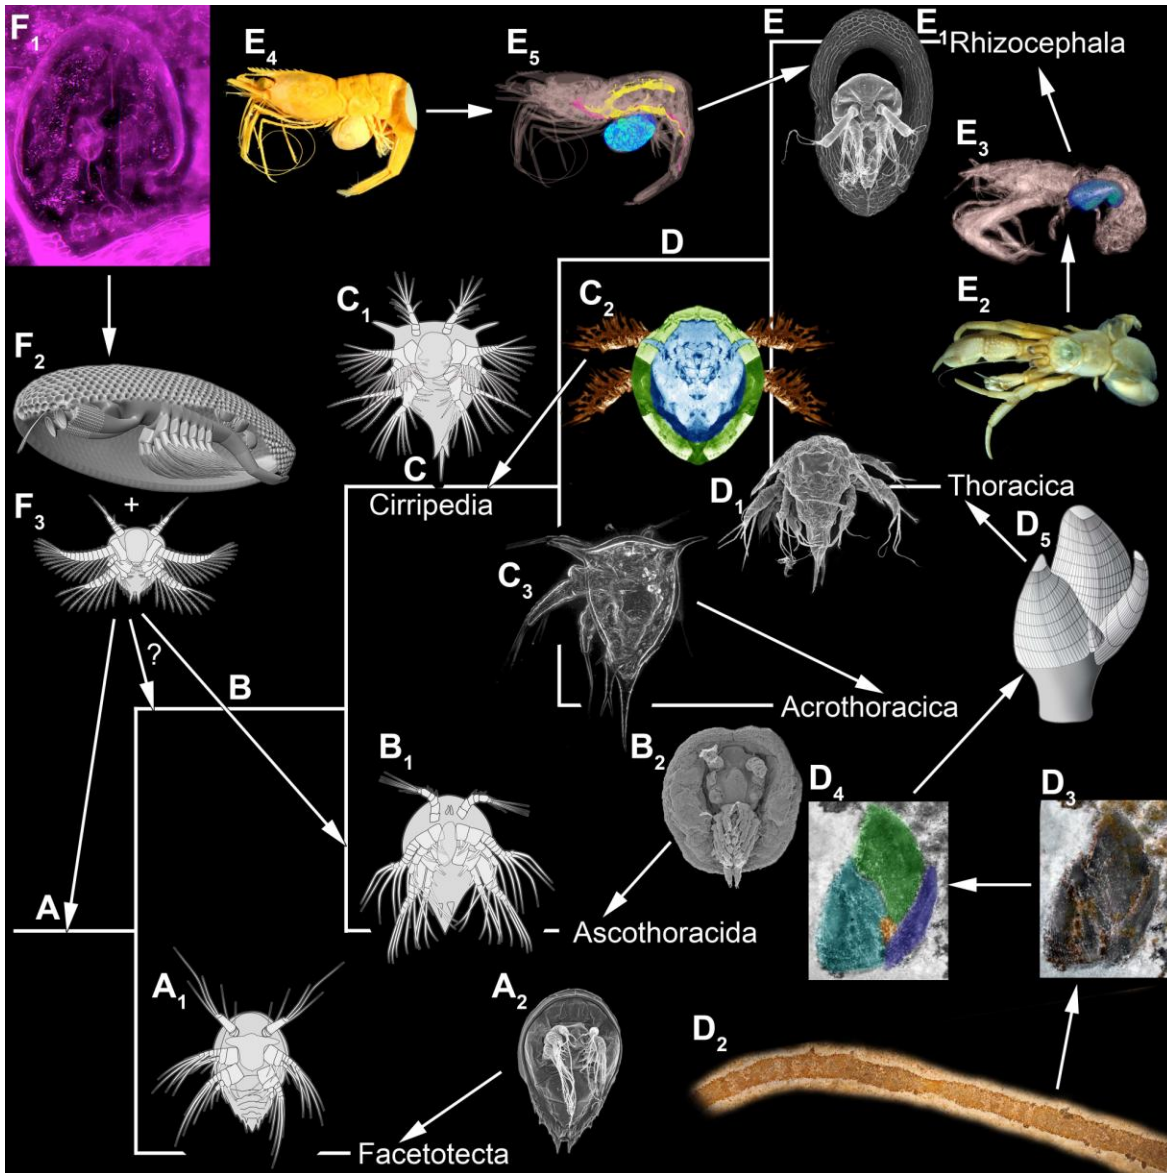 F1
E4
E5
E
E1
Rhizocephala
E3
D
C1
C2
E2
F2
C
Cirripedia
D1
Thoracica
D5
F3
+
C3
?
B
Acrothoracica
B1
B2
D4
D3
A
Ascothoracida
A1
A2
D2
Facetotecta